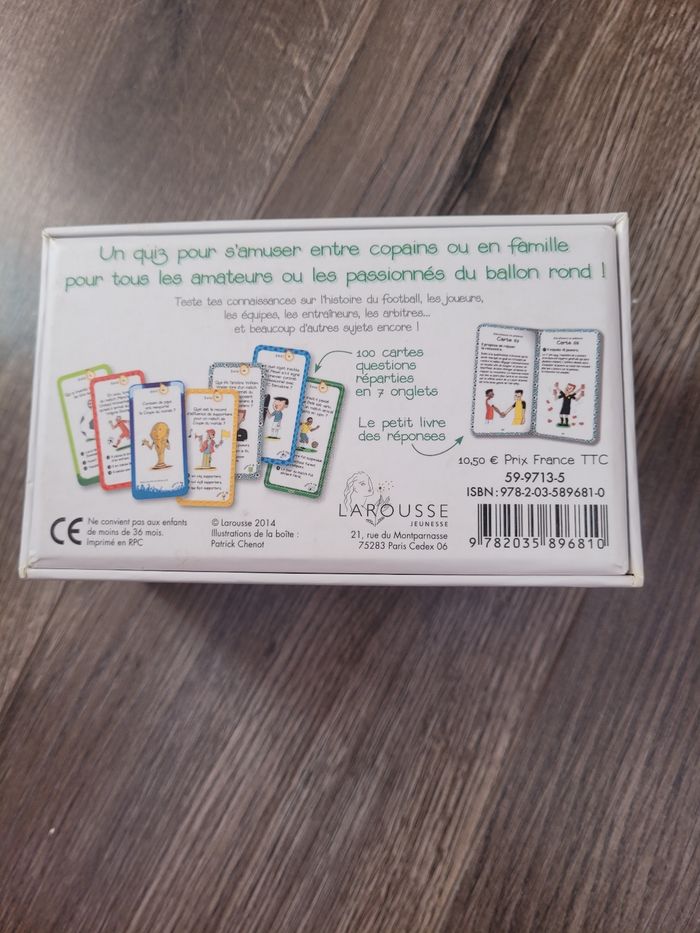 Un quiz pour s'amuser entre copains ou en famille
pour tous les amateurs ou les passionnés du ballon rond !
Teste tes connaissances sur l'histoire du football, les joueurs,
les équipes, les entraîneurs, les arbitres...
et beaucoup d'autres sujets encore !
100 cartes
questions
réparties
en 7 onglets
Le petit livre
des réponses
10,50 € Prix France TTC
59-9713-5
ISBN : 978-2-03-589681-0
9 782035 896810
CE
Ne convient pas aux enfants
de moins de 36 mois.
Imprimé en RPC
© Larousse 2014
Illustrations de la boîte :
Patrick Chenot
LAROUSSE
JEUNESSE
21, rue du Montparnasse
75283 Paris Cedex 06